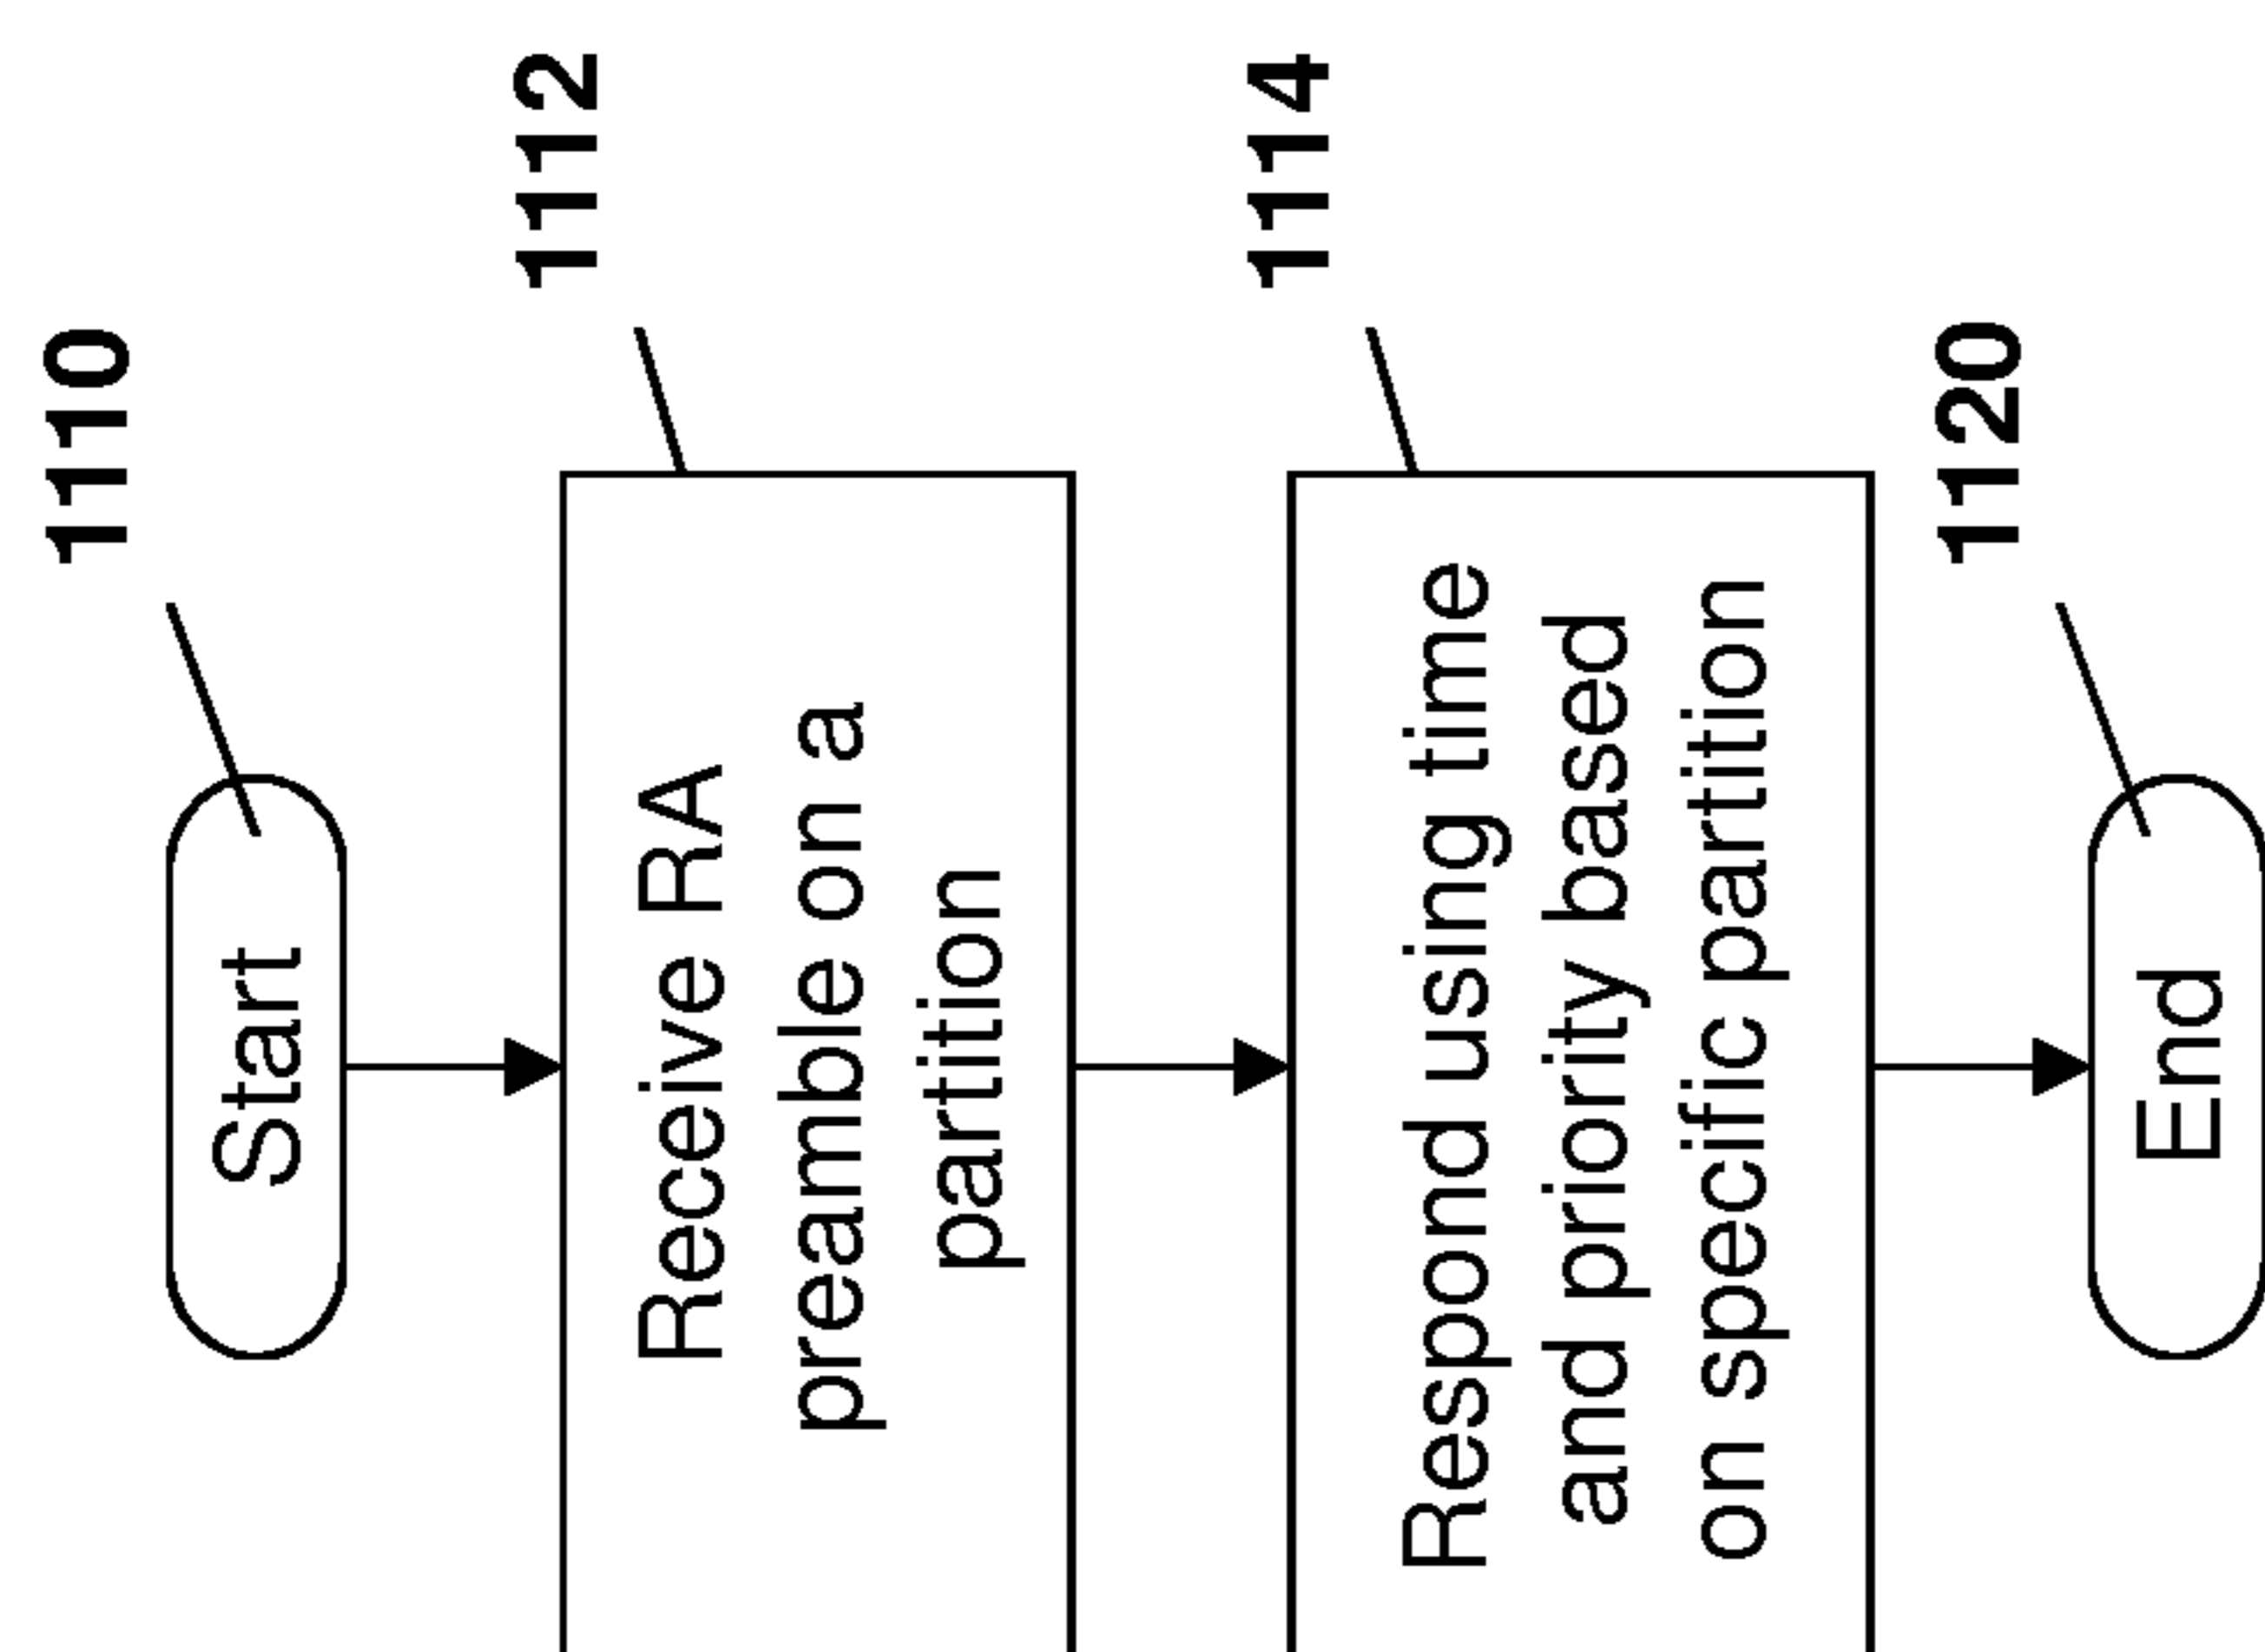 1110
Start
1112
Receive RA
preamble on a
partition
1114
Respond using time
and priority based
on specific partition
1120
End